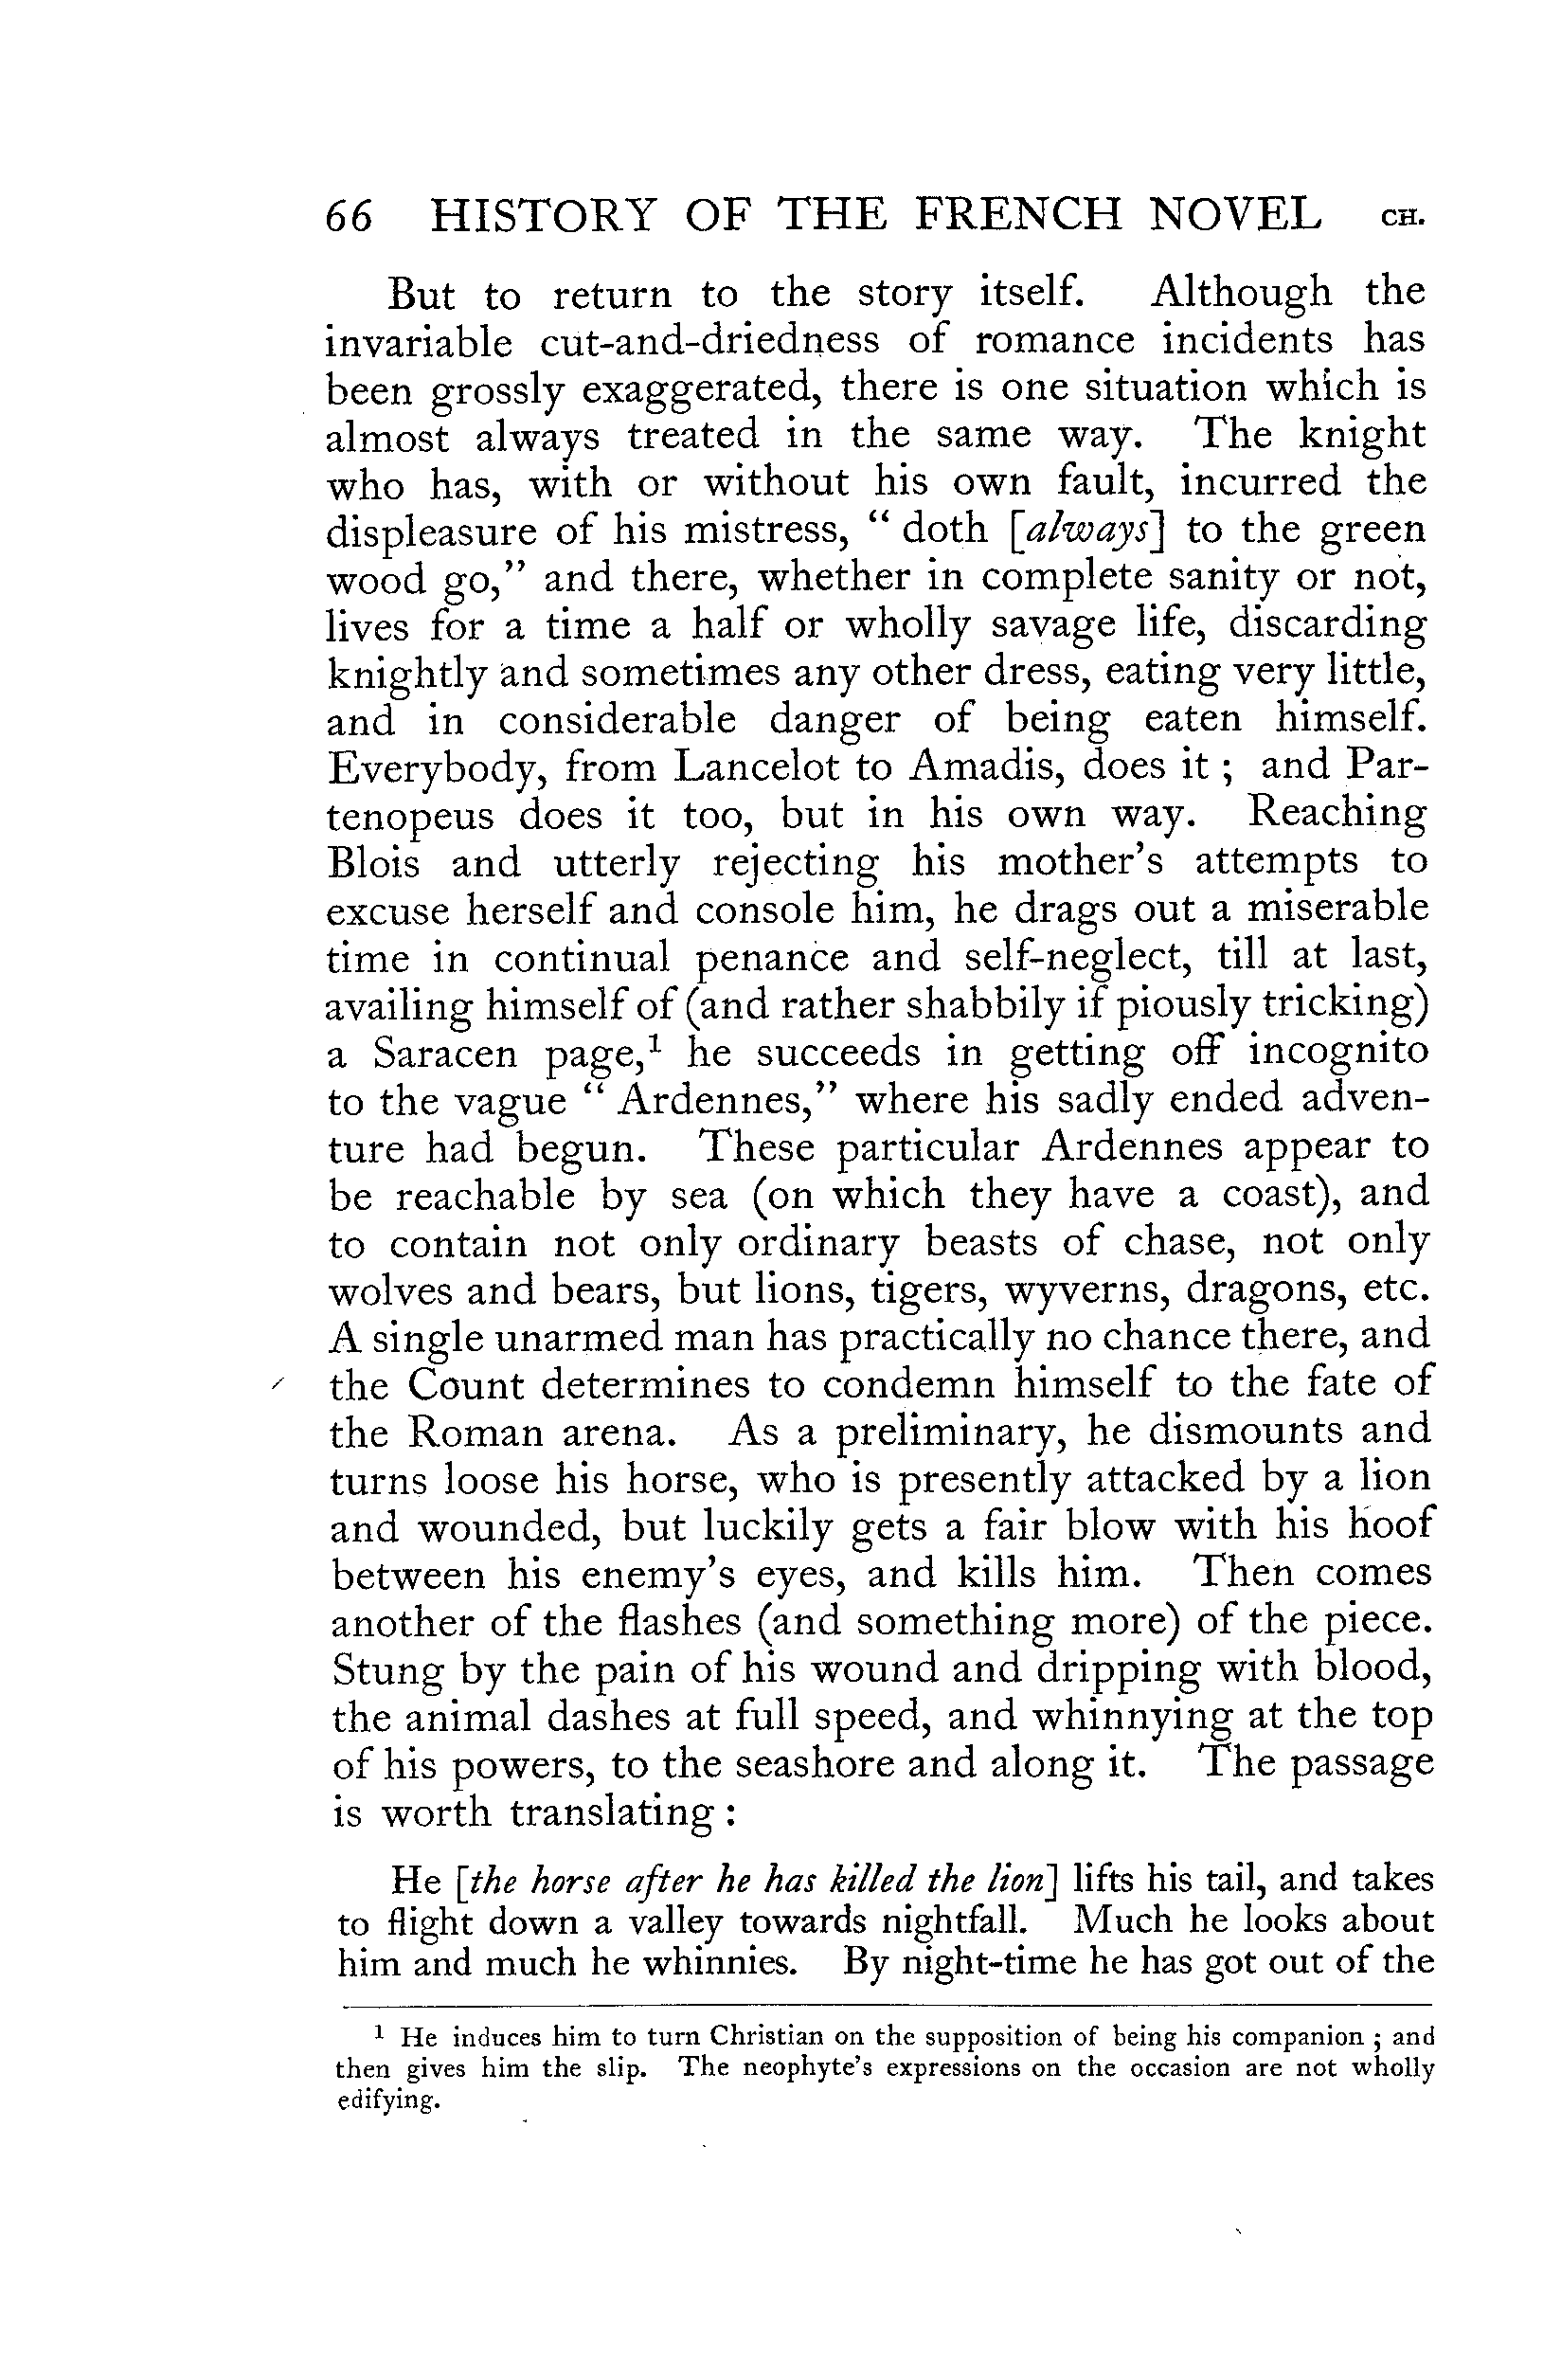 66 HISTORY OF THE FRENCH NOVEL CH.
But to return to the story itself. Although the
invariable cut-and-driedness of romance incidents has
been grossly exaggerated, there is one situation which is
almost always treated in the same way. The knight
who has, with or without his own fault, incurred the
displeasure of his mistress, “ doth [always] to the green
wood go,” and there, whether in complete sanity or not,
lives for a time a half or wholly savage life, discarding
knightly and sometimes any other dress, eating very little,
and in considerable danger of being eaten himself.
Everybody, from Lancelot to Amadis, does it ; and Par-
tenopeus does it too, but in his own way. Reaching
Blois and utterly rejecting his mother’s attempts to
excuse herself and console him, he drags out a miserable
time in continual penance and self-neglect, till at last,
availing himself of (and rather shabbily if piously tricking)
a Saracen page,¹ he succeeds in getting off incognito
to the vague “ Ardennes,” where his sadly ended adven-
ture had begun. These particular Ardennes appear to
be reachable by sea (on which they have a coast), and
to contain not only ordinary beasts of chase, not only
wolves and bears, but lions, tigers, wyverns, dragons, etc.
A single unarmed man has practically no chance there, and
the Count determines to condemn himself to the fate of
the Roman arena. As a preliminary, he dismounts and
turns loose his horse, who is presently attacked by a lion
and wounded, but luckily gets a fair blow with his hoof
between his enemy’s eyes, and kills him. Then comes
another of the flashes (and something more) of the piece.
Stung by the pain of his wound and dripping with blood,
the animal dashes at full speed, and whinnying at the top
of his powers, to the seashore and along it. The passage
is worth translating :
He [the horse after he has killed the lion] lifts his tail, and takes
to flight down a valley towards nightfall. Much he looks about
him and much he whinnies. By night-time he has got out of the
¹ He induces him to turn Christian on the supposition of being his companion ; and
then gives him the slip. The neophyte’s expressions on the occasion are not wholly
edifying.